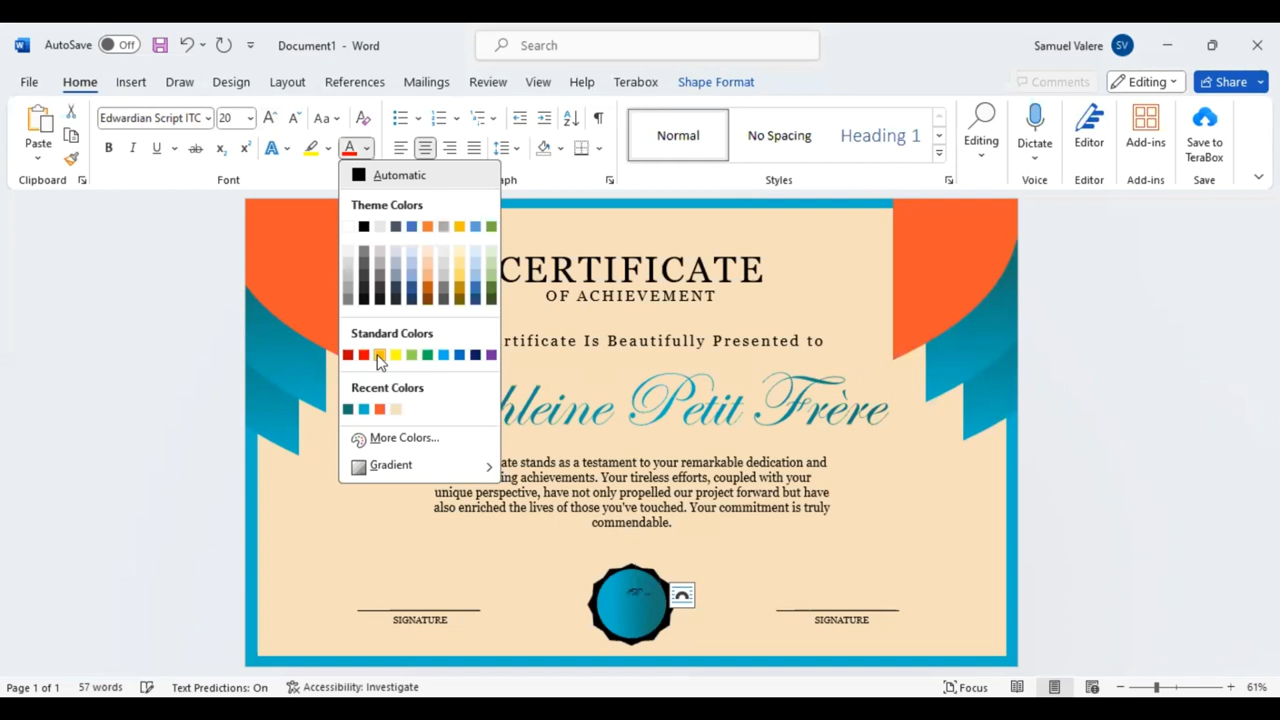 AutoSave Off
Document1 - Word
Search
Samuel Valere SV
File Home Insert Draw Design Layout References Mailings Review View Help Terabox Shape Format
Comments Editing Share
Paste
Edwardian Script ITC 20
Aa
B I U ab x₂ x² A A
Normal
No Spacing
Heading 1
Editing
Dictate
Editor
Add-ins
Save to
TeraBox
Clipboard Font ph Styles Voice Editor Add-ins Save
Automatic
Theme Colors
Standard Colors
Recent Colors
More Colors...
Gradient
CERTIFICATE
OF ACHIEVEMENT
rtificate Is Beautifully Presented to
hleine Petit Frère
ate stands as a testament to your remarkable dedication and
ing achievements. Your tireless efforts, coupled with your
unique perspective, have not only propelled our project forward but have
also enriched the lives of those you've touched. Your commitment is truly
commendable.
SIGNATURE
SIGNATURE
Page 1 of 1 57 words Text Predictions: On Accessibility: Investigate Focus 61%